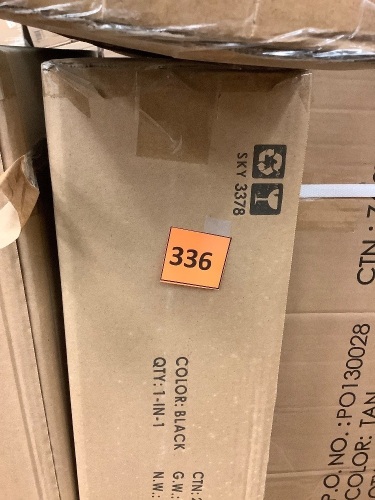 SKY 3378
336
COLOR: BLACK
QTY: 1-IN-1
CTN:
G.W.:
N.W.:
CTN :
P.O. NO. : PO130028
COLOR: TAN